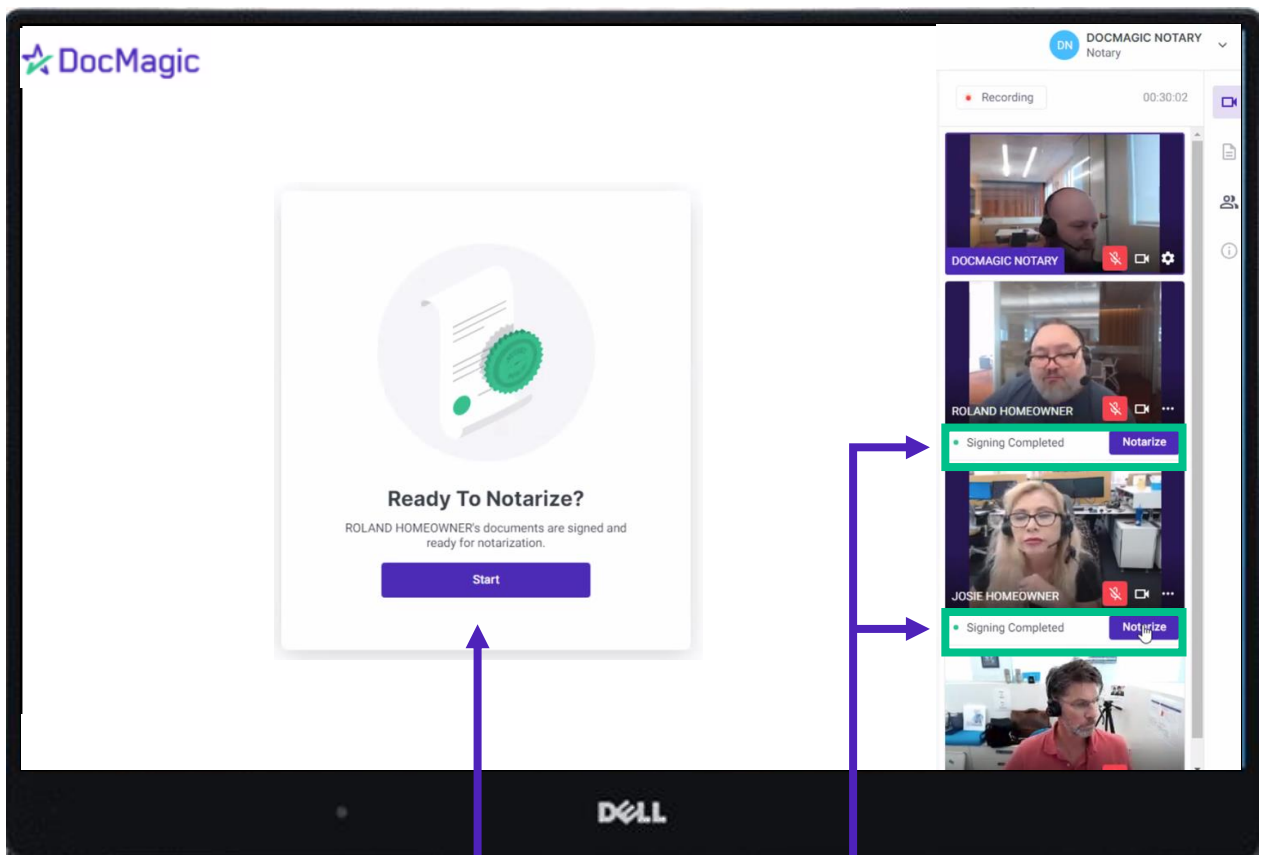 DocMagic
DN
DOCMAGIC NOTARY
Notary
Recording
00:30:02
DOCMAGIC NOTARY
ROLAND HOMEOWNER
Signing Completed
Notarize
JOSIE HOMEOWNER
Signing Completed
Notarize
Ready To Notarize?
ROLAND HOMEOWNER's documents are signed and
ready for notarization.
Start
DELL